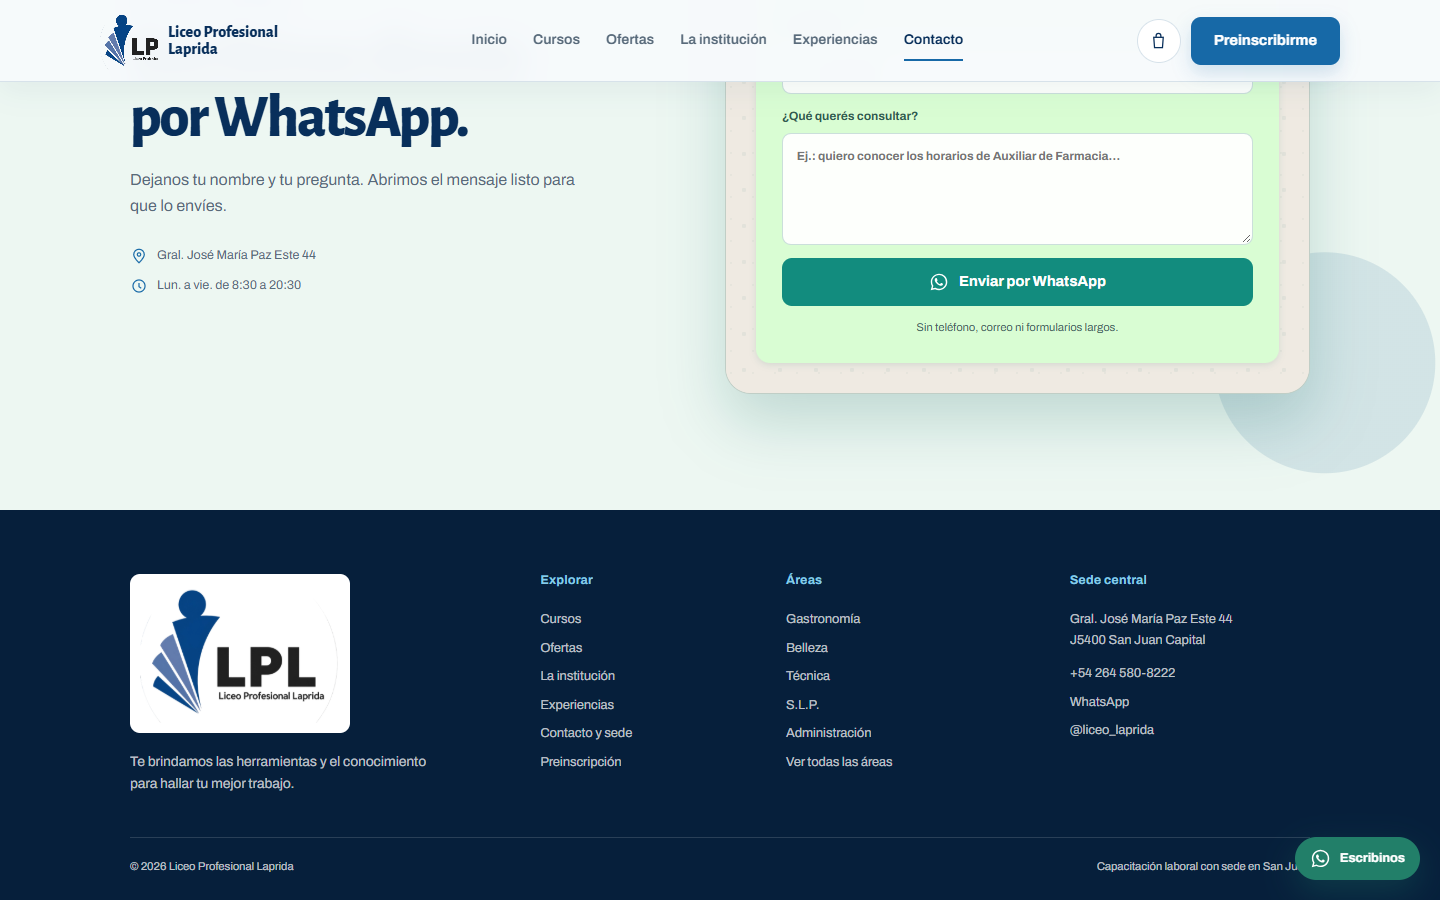 LP
Liceo Profesional
Laprida
Inicio
Cursos
Ofertas
La institución
Experiencias
Contacto
Preinscribirme
por WhatsApp.
Dejanos tu nombre y tu pregunta. Abrimos el mensaje listo para
que lo envíes.
Gral. José María Paz Este 44
Lun. a vie. de 8:30 a 20:30
¿Qué querés consultar?
Ej.: quiero conocer los horarios de Auxiliar de Farmacia...
Enviar por WhatsApp
Sin teléfono, correo ni formularios largos.
LPL
Liceo Profesional Laprida
Te brindamos las herramientas y el conocimiento
para hallar tu mejor trabajo.
Explorar
Cursos
Ofertas
La institución
Experiencias
Contacto y sede
Preinscripción
Áreas
Gastronomía
Belleza
Técnica
S.L.P.
Administración
Ver todas las áreas
Sede central
Gral. José María Paz Este 44
J5400 San Juan Capital
+54 264 580-8222
WhatsApp
@liceo_laprida
© 2026 Liceo Profesional Laprida
Capacitación laboral con sede en San
Escribinos